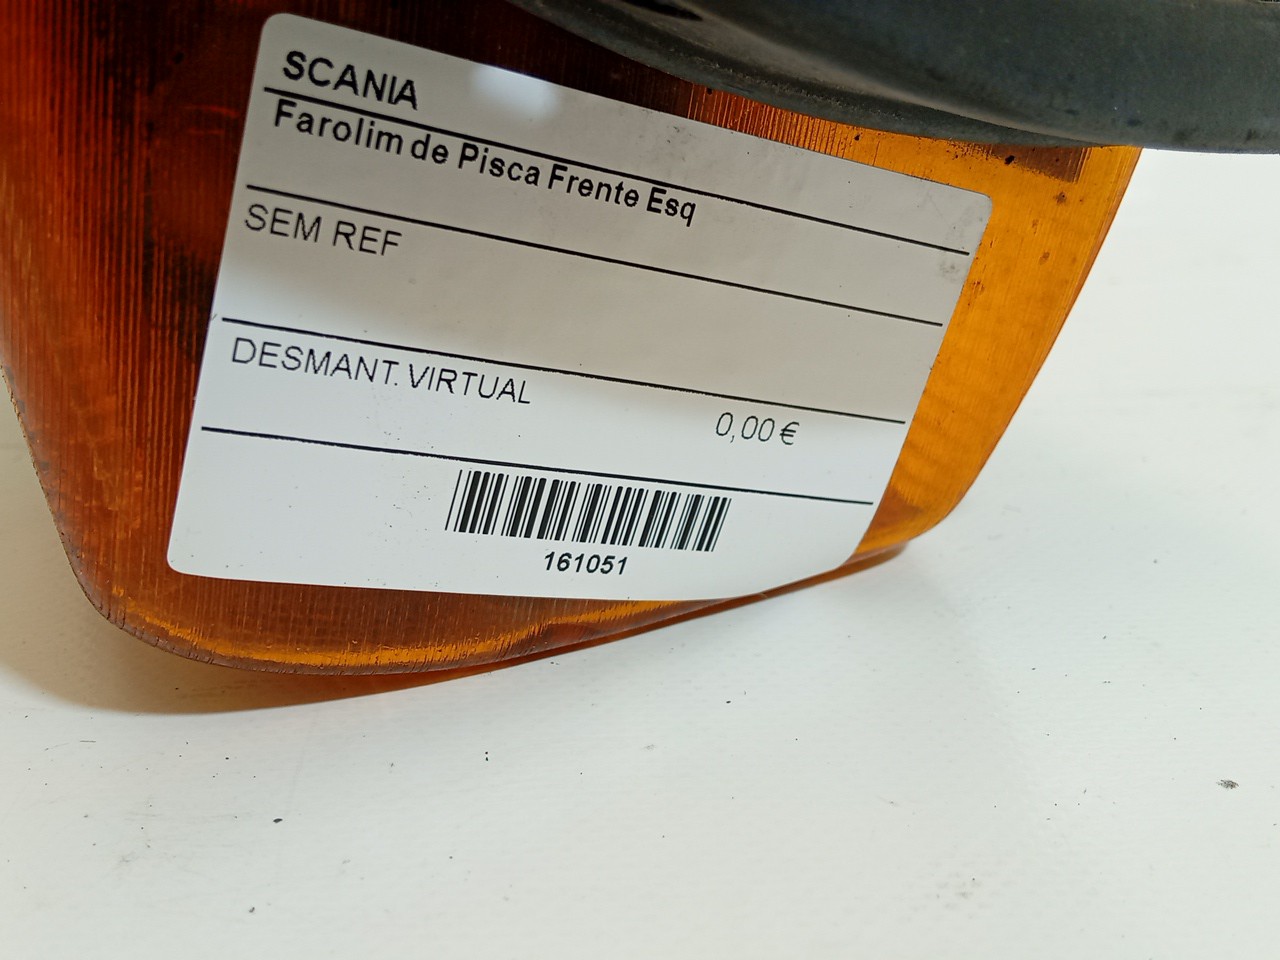 SCANIA
Farolim de Pisca Frente Esq
SEM REF
DESMANT. VIRTUAL
0,00 €
161051